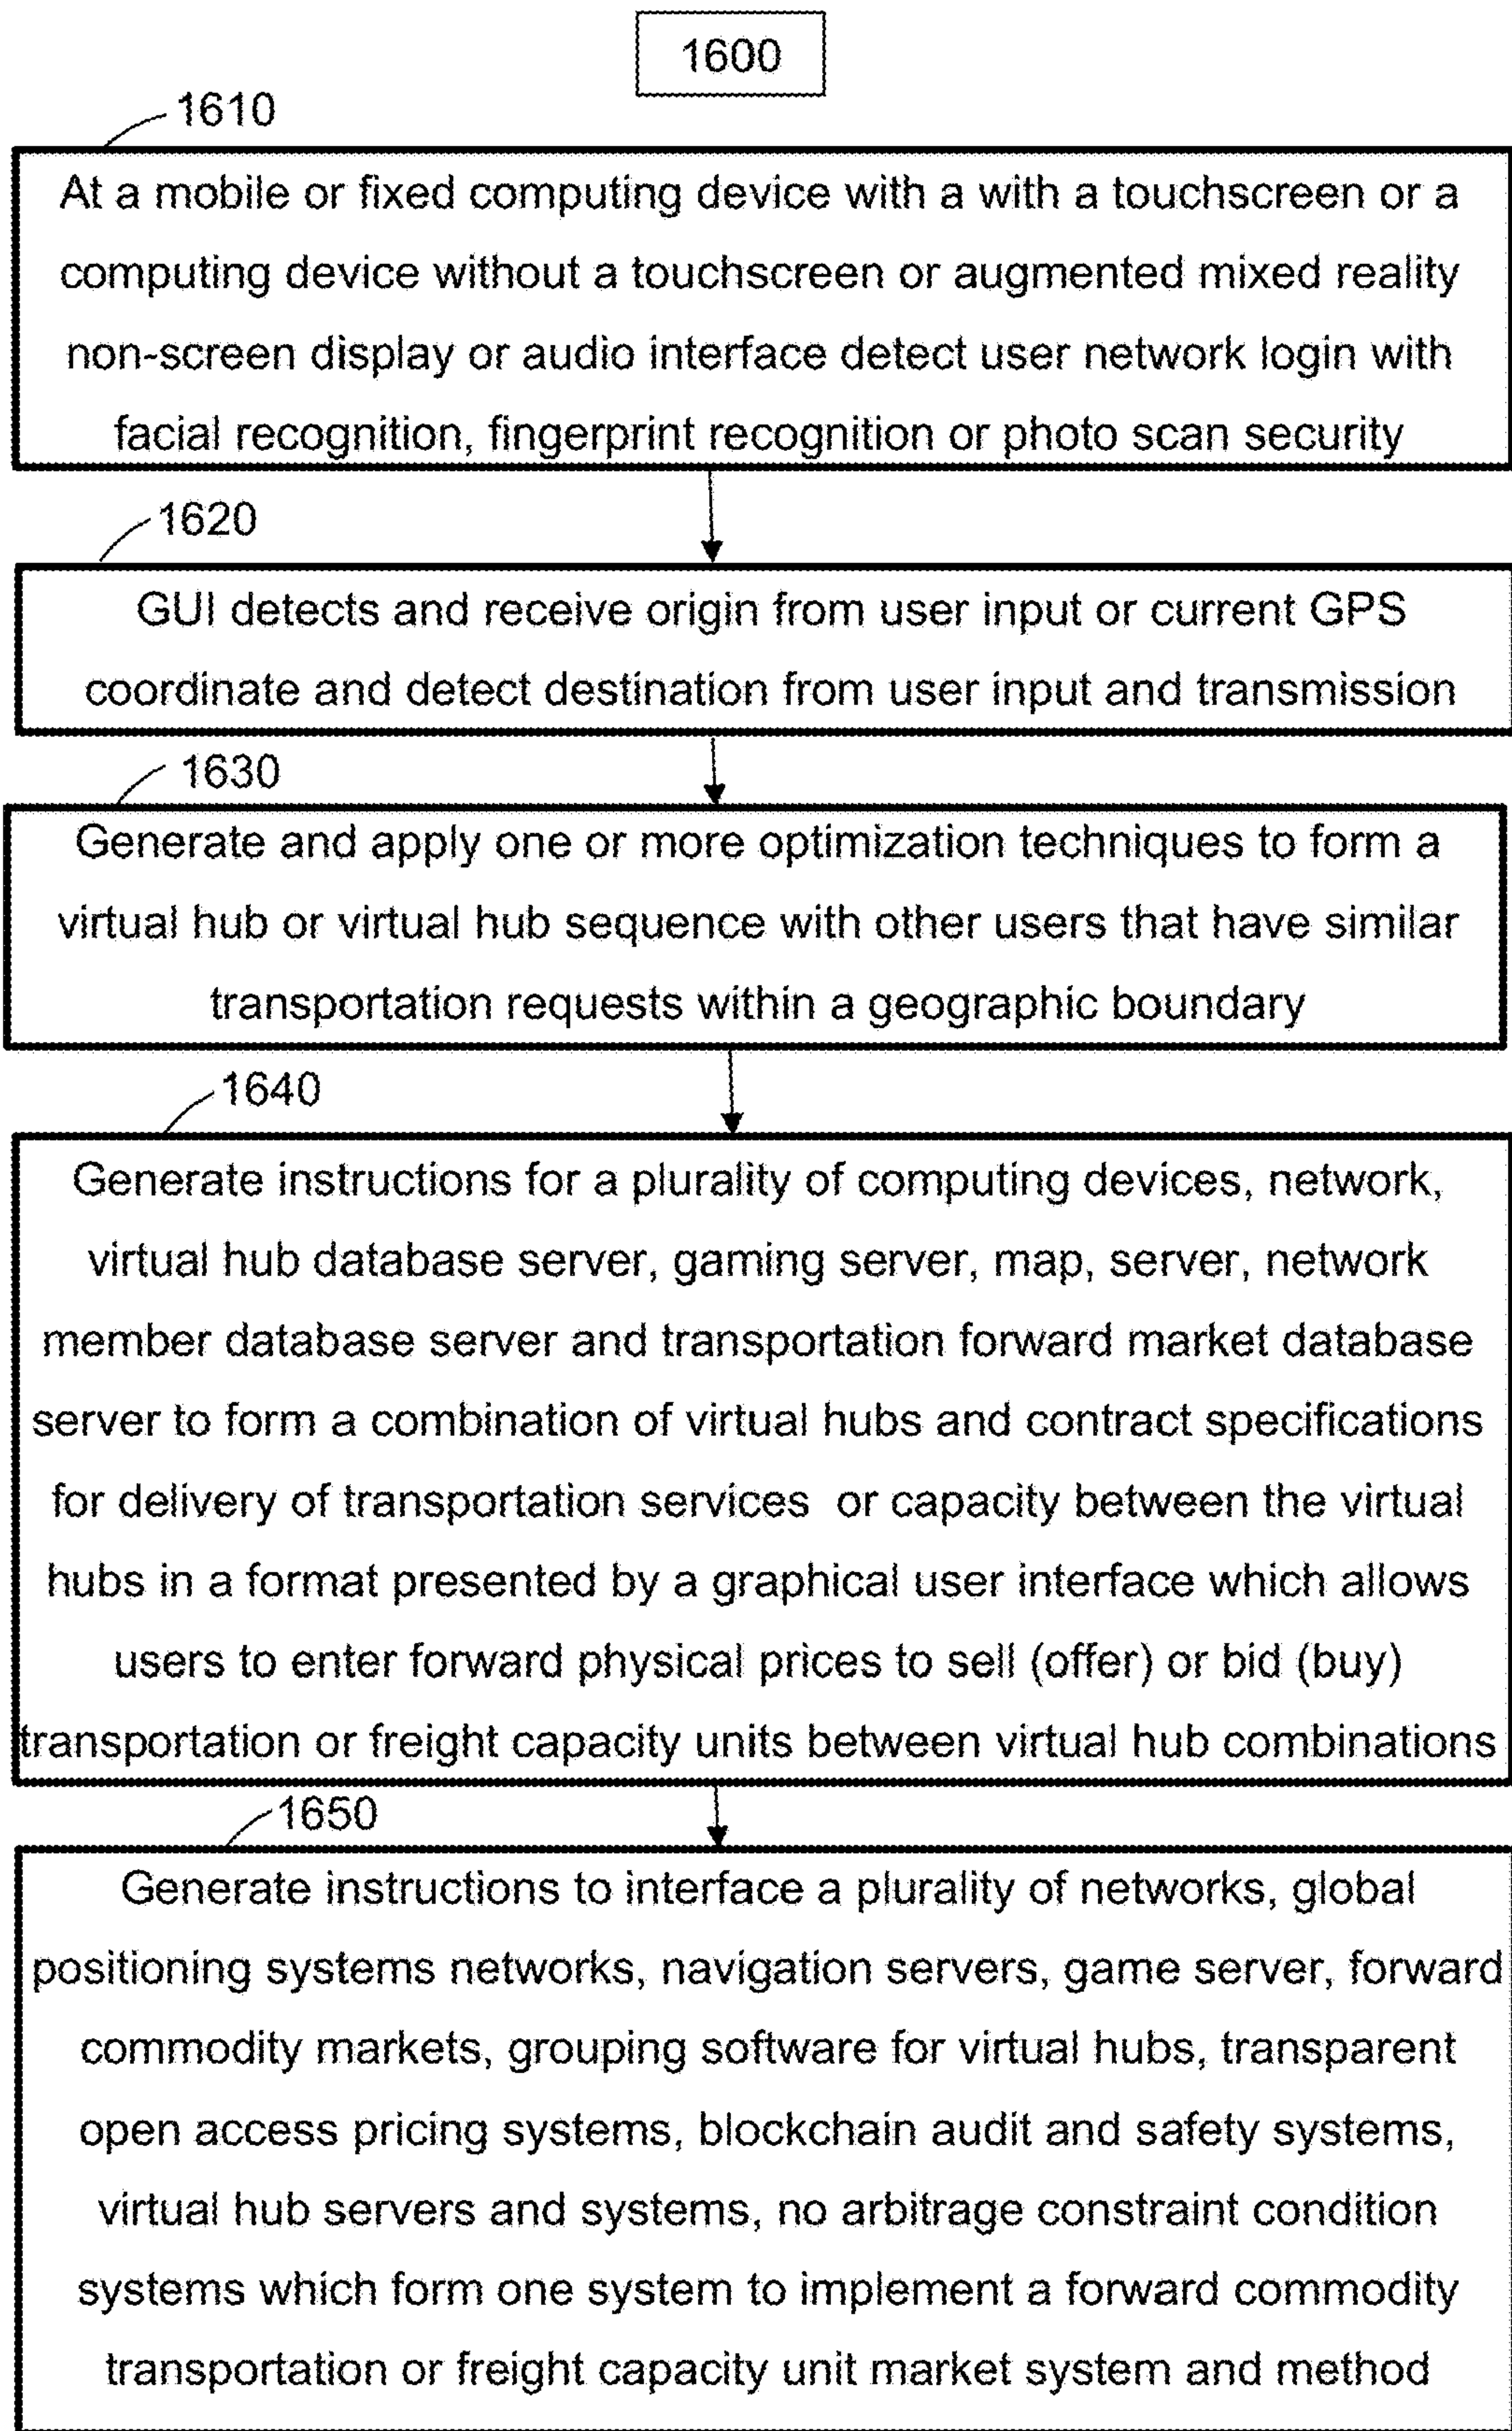 1600
1610
At a mobile or fixed computing device with a with a touchscreen or a
computing device without a touchscreen or augmented mixed reality
non-screen display or audio interface detect user network login with
facial recognition, fingerprint recognition or photo scan security
1620
GUI detects and receive origin from user input or current GPS
coordinate and detect destination from user input and transmission
1630
Generate and apply one or more optimization techniques to form a
virtual hub or virtual hub sequence with other users that have similar
transportation requests within a geographic boundary
1640
Generate instructions for a plurality of computing devices, network,
virtual hub database server, gaming server, map, server, network
member database server and transportation forward market database
server to form a combination of virtual hubs and contract specifications
for delivery of transportation services or capacity between the virtual
hubs in a format presented by a graphical user interface which allows
users to enter forward physical prices to sell (offer) or bid (buy)
transportation or freight capacity units between virtual hub combinations
1650
Generate instructions to interface a plurality of networks, global
positioning systems networks, navigation servers, game server, forward
commodity markets, grouping software for virtual hubs, transparent
open access pricing systems, blockchain audit and safety systems,
virtual hub servers and systems, no arbitrage constraint condition
systems which form one system to implement a forward commodity
transportation or freight capacity unit market system and method